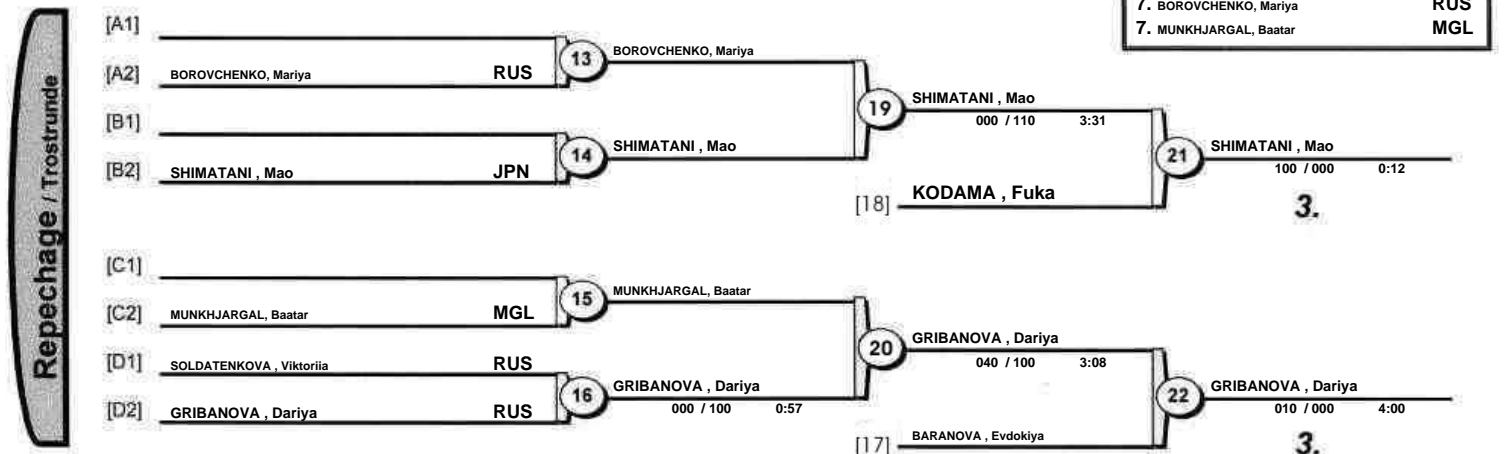 7. BOROVCHENKO, Mariya RUS
7. MUNKHJARGAL, Baatar MGL
Repechage / Trostrunde
[A1]
[A2] BOROVCHENKO, Mariya RUS
13 BOROVCHENKO, Mariya
[B1]
[B2] SHIMATANI , Mao JPN
14 SHIMATANI , Mao
19 SHIMATANI , Mao
000 / 110 3:31
[18] KODAMA , Fuka
21 SHIMATANI , Mao
100 / 000 0:12
3.
[C1]
[C2] MUNKHJARGAL, Baatar MGL
15 MUNKHJARGAL, Baatar
[D1] SOLDATENKOVA , Viktoriia RUS
[D2] GRIBANOVA , Dariya RUS
16 GRIBANOVA , Dariya
000 / 100 0:57
20 GRIBANOVA , Dariya
040 / 100 3:08
[17] BARANOVA , Evdokiya
22 GRIBANOVA , Dariya
010 / 000 4:00
3.